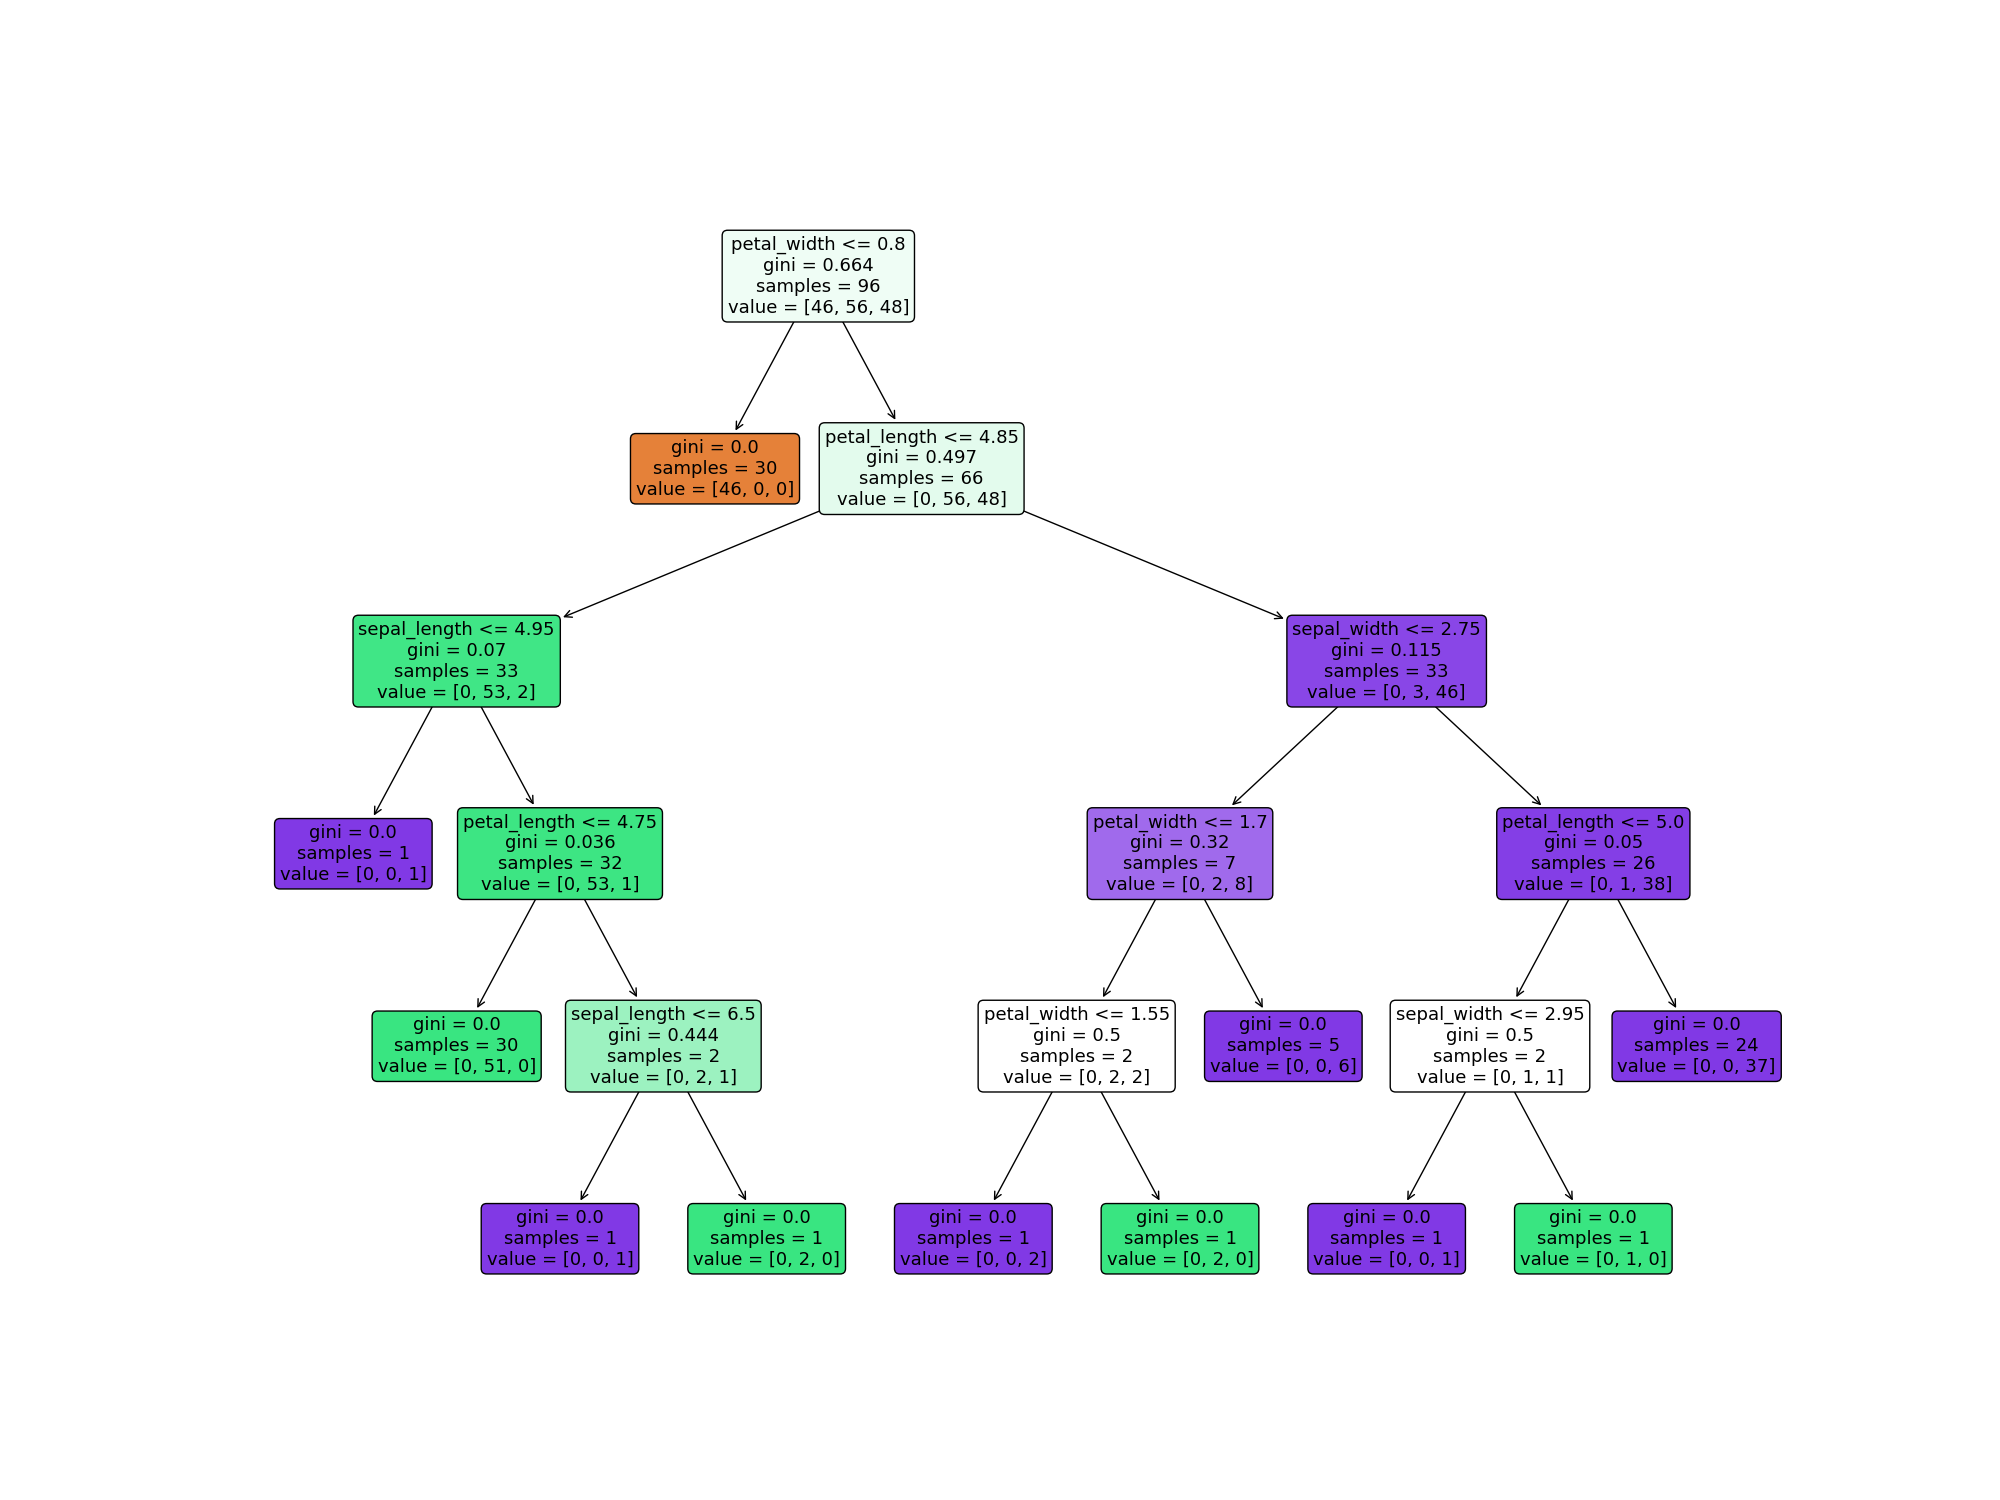 petal_width <= 0.8
gini = 0.664
samples = 96
value = [46, 56, 48]
gini = 0.0
samples = 30
value = [46, 0, 0]
petal_length <= 4.85
gini = 0.497
samples = 66
value = [0, 56, 48]
sepal_length <= 4.95
gini = 0.07
samples = 33
value = [0, 53, 2]
sepal_width <= 2.75
gini = 0.115
samples = 33
value = [0, 3, 46]
gini = 0.0
samples = 1
value = [0, 0, 1]
petal_length <= 4.75
gini = 0.036
samples = 32
value = [0, 53, 1]
petal_width <= 1.7
gini = 0.32
samples = 7
value = [0, 2, 8]
petal_length <= 5.0
gini = 0.05
samples = 26
value = [0, 1, 38]
gini = 0.0
samples = 30
value = [0, 51, 0]
sepal_length <= 6.5
gini = 0.444
samples = 2
value = [0, 2, 1]
petal_width <= 1.55
gini = 0.5
samples = 2
value = [0, 2, 2]
gini = 0.0
samples = 5
value = [0, 0, 6]
sepal_width <= 2.95
gini = 0.5
samples = 2
value = [0, 1, 1]
gini = 0.0
samples = 24
value = [0, 0, 37]
gini = 0.0
samples = 1
value = [0, 0, 1]
gini = 0.0
samples = 1
value = [0, 2, 0]
gini = 0.0
samples = 1
value = [0, 0, 2]
gini = 0.0
samples = 1
value = [0, 2, 0]
gini = 0.0
samples = 1
value = [0, 0, 1]
gini = 0.0
samples = 1
value = [0, 1, 0]